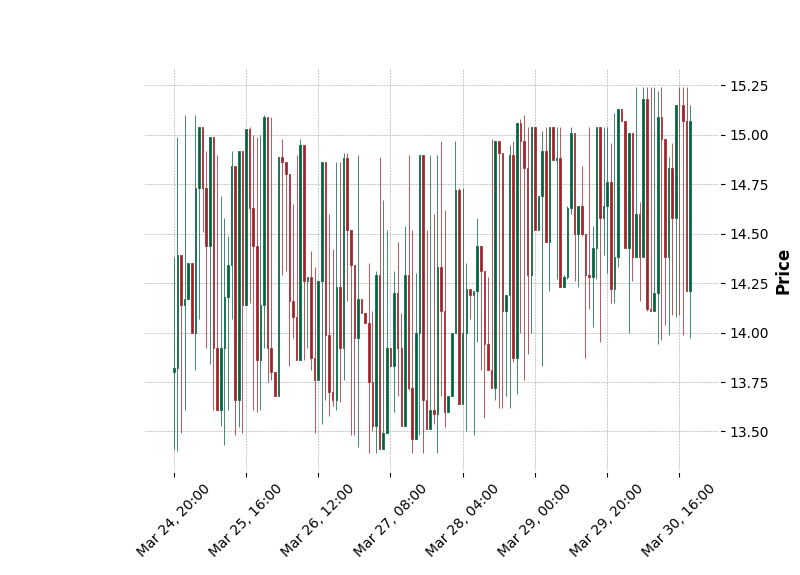 15.25
15.00
14.75
14.50
14.25
14.00
13.75
13.50
Price
Mar 24, 20:00
Mar 25, 16:00
Mar 26, 12:00
Mar 27, 08:00
Mar 28, 04:00
Mar 29, 00:00
Mar 29, 20:00
Mar 30, 16:00